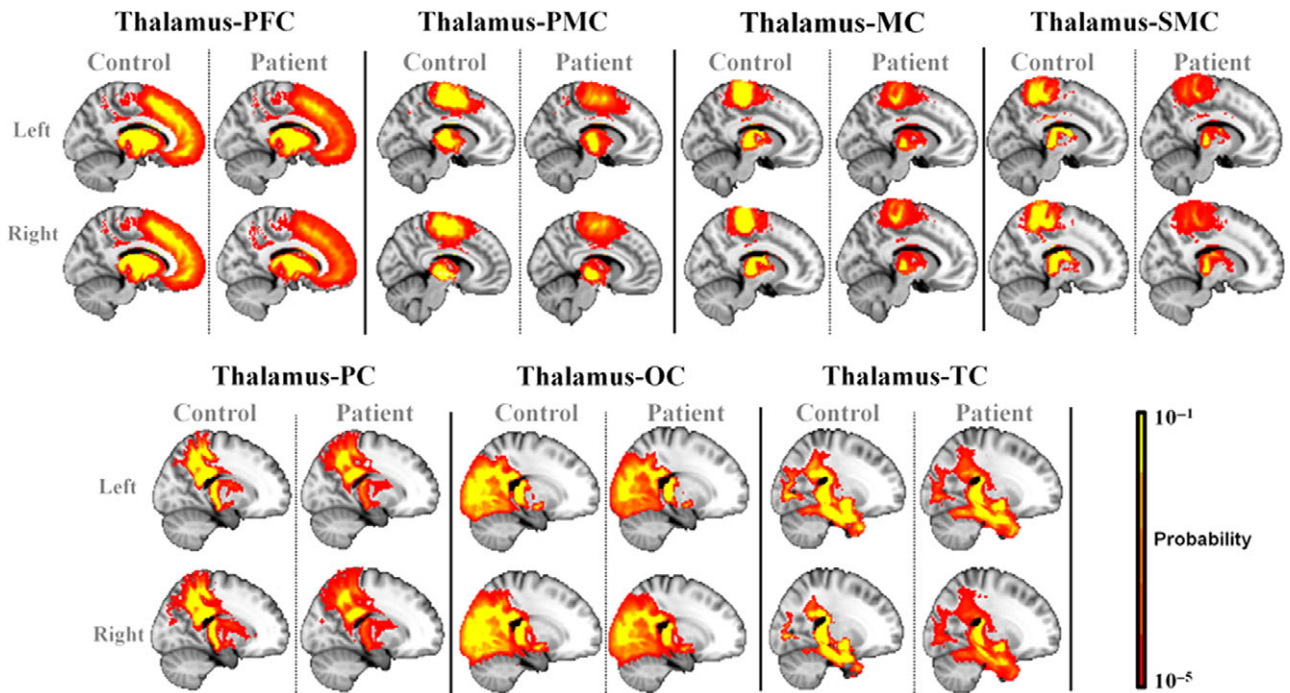 Thalamus-PFC Thalamus-PMC Thalamus-MC Thalamus-SMC
Control Patient Control Patient Control Patient Control Patient
Left
Right
Thalamus-PC Thalamus-OC Thalamus-TC
Control Patient Control Patient Control Patient
10⁻¹
Left
Probability
Right
10⁻⁵